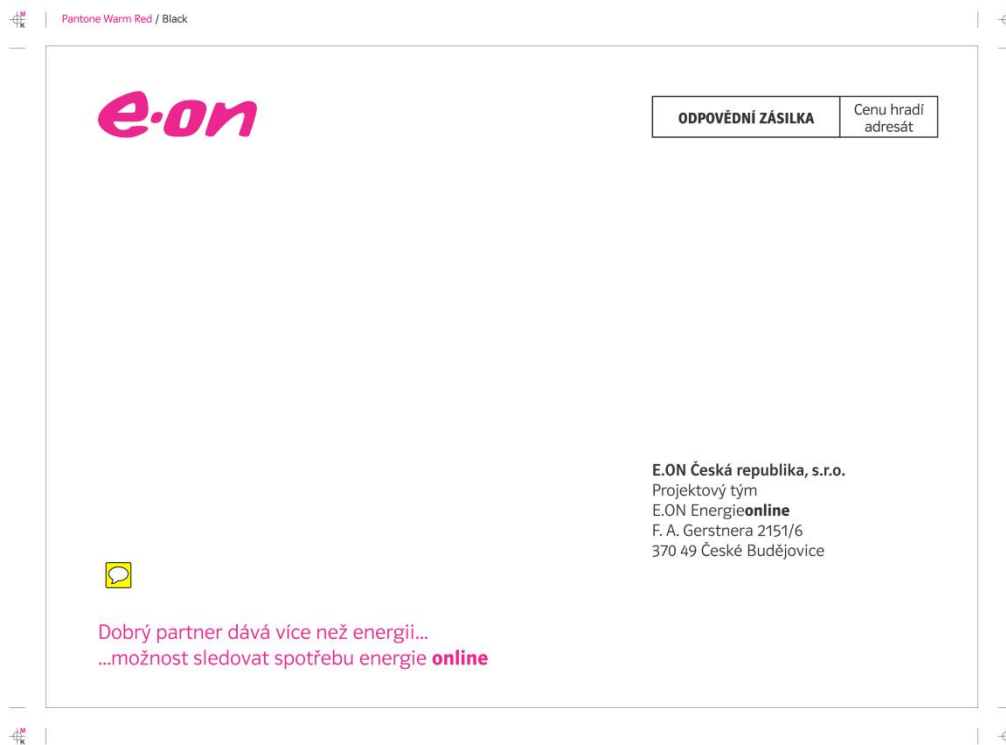 M
K
Pantone Warm Red / Black
e·on
ODPOVĚDNÍ ZÁSILKA
Cenu hradí
adresát
E.ON Česká republika, s.r.o.
Projektový tým
E.ON Energieonline
F. A. Gerstnera 2151/6
370 49 České Budějovice
Dobrý partner dává více než energii...
...možnost sledovat spotřebu energie online
M
K